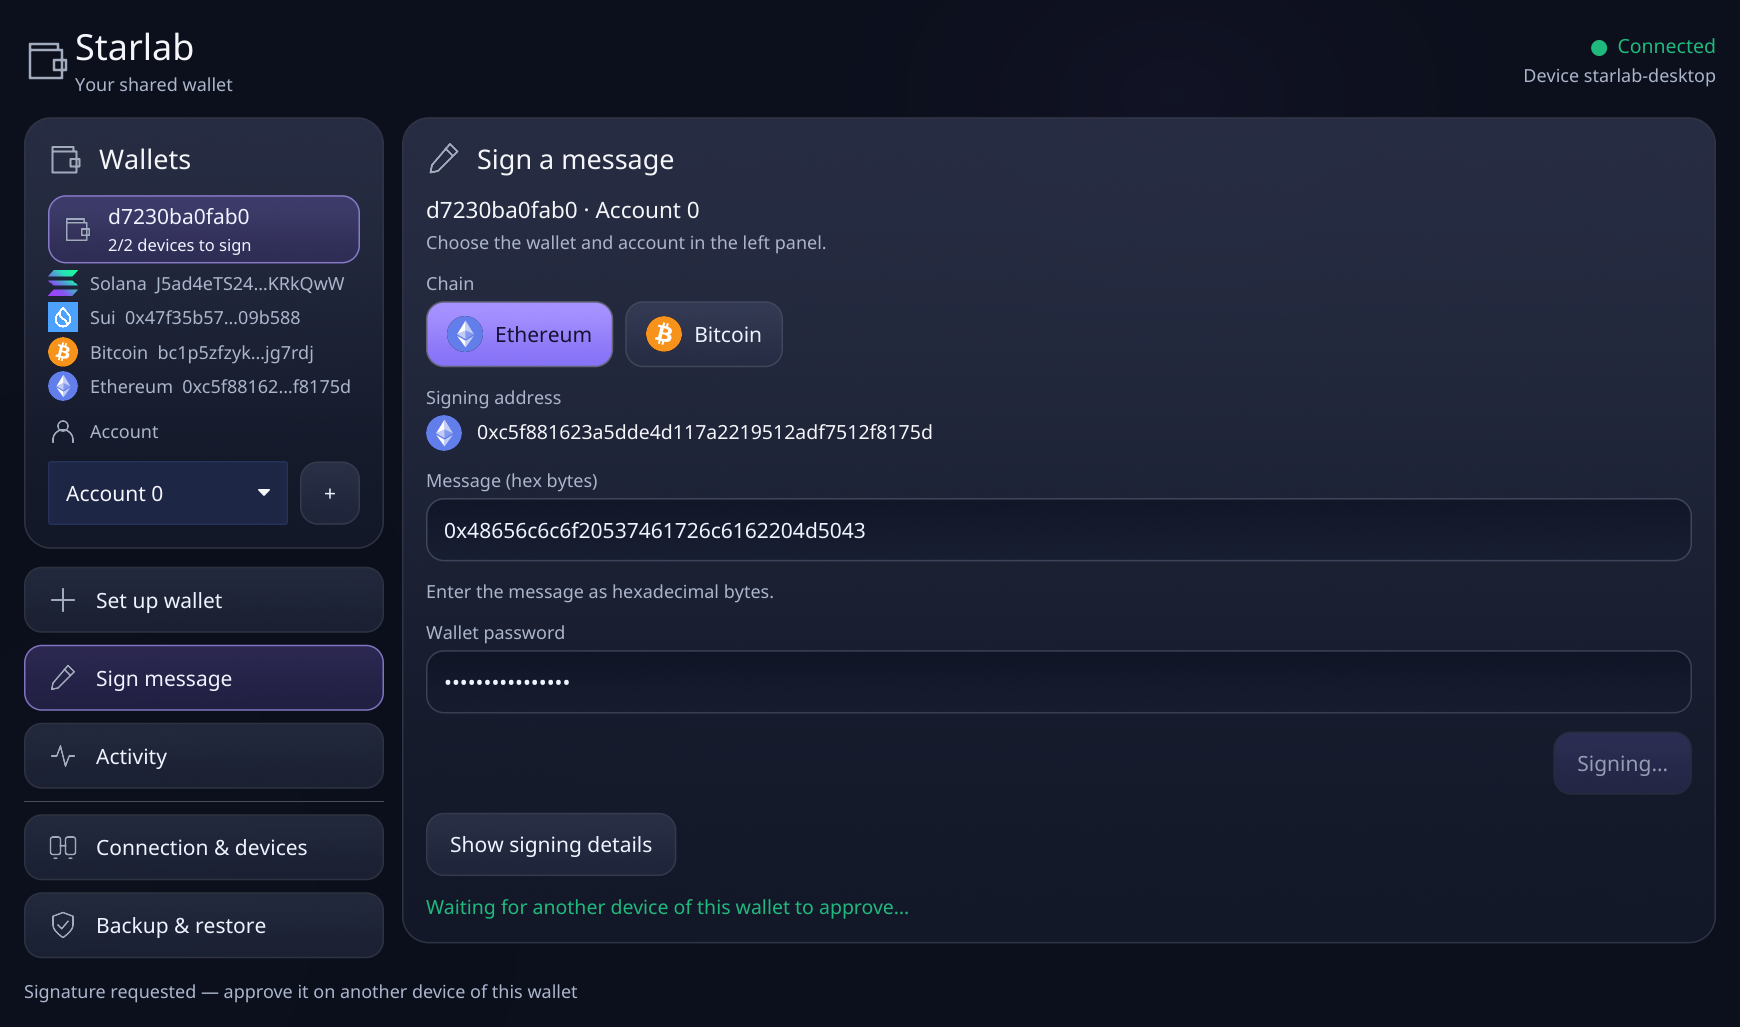 Starlab
Your shared wallet
Connected
Device starlab-desktop
Wallets
d7230ba0fab0
2/2 devices to sign
Solana J5ad4eTS24...KRkQwW
Sui 0x47f35b57...09b588
Bitcoin bc1p5zfzyk...jg7rdj
Ethereum 0xc5f88162...f8175d
Account
Account 0
+
Set up wallet
Sign message
Activity
Connection & devices
Backup & restore
Sign a message
d7230ba0fab0 · Account 0
Choose the wallet and account in the left panel.
Chain
Ethereum
Bitcoin
Signing address
0xc5f881623a5dde4d117a2219512adf7512f8175d
Message (hex bytes)
0x48656c6c6f20537461726c6162204d5043
Enter the message as hexadecimal bytes.
Wallet password
••••••••••••••••
Signing...
Show signing details
Waiting for another device of this wallet to approve...
Signature requested — approve it on another device of this wallet